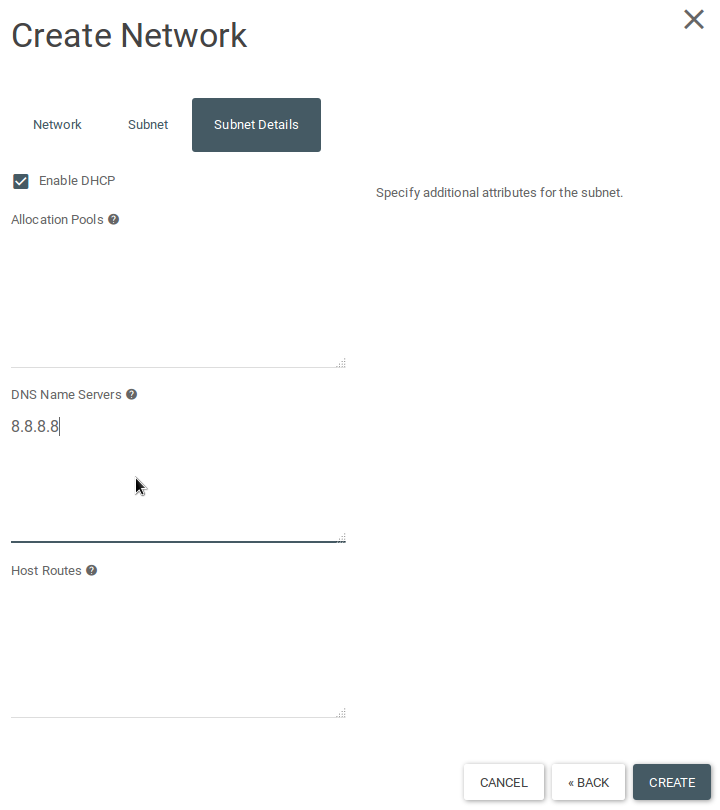 Create Network
Network Subnet Subnet Details
Enable DHCP
Specify additional attributes for the subnet.
Allocation Pools ?
DNS Name Servers ?
8.8.8.8
Host Routes ?
CANCEL « BACK CREATE